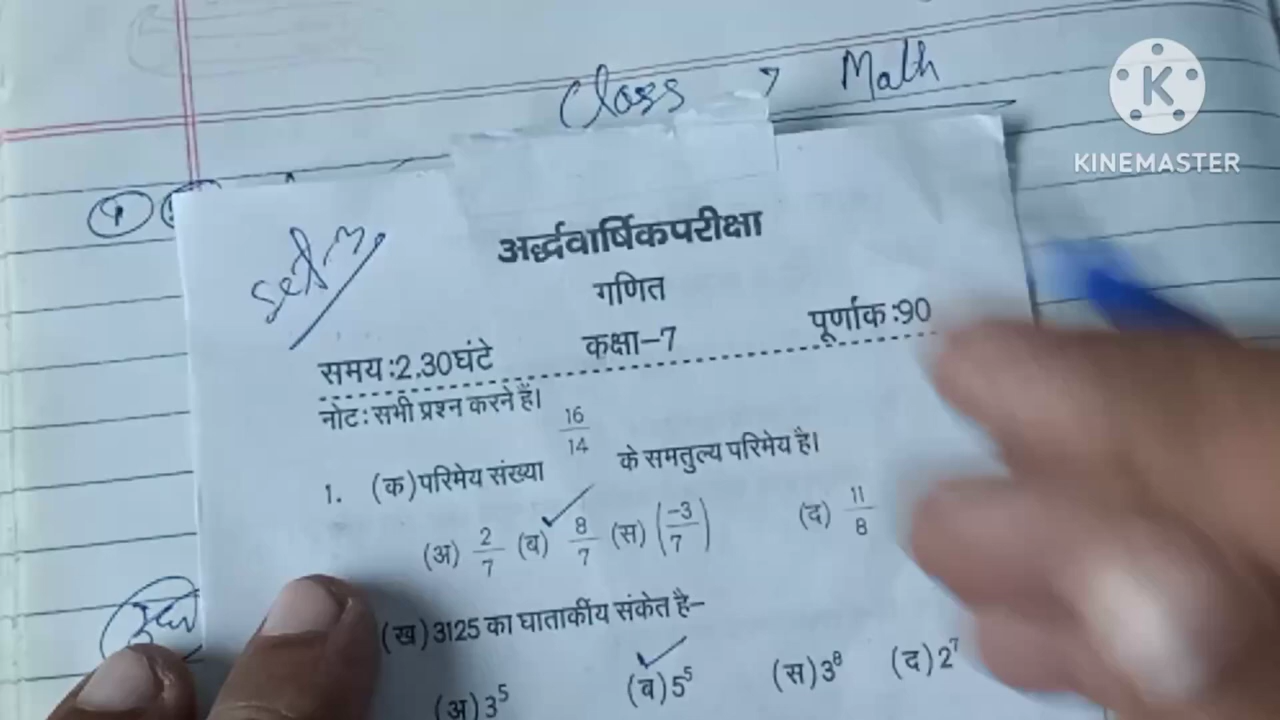 Class 7 Math
KINEMASTER
अर्द्धवार्षिकपरीक्षा
गणित
कक्षा-7
समय:2.30घंटे पूर्णाक:90
नोट: सभी प्रश्न करने हैं।
1. (क) परिमेय संख्या 16/14 के समतुल्य परिमेय है।
(अ) 2/7 (ब) 8/7 (स) (-3/7) (द) 11/8
(ख) 3125 का घाताकींय संकेत है–
(अ) 3⁵ (ब) 5⁵ (स) 3⁸ (द) 2⁷